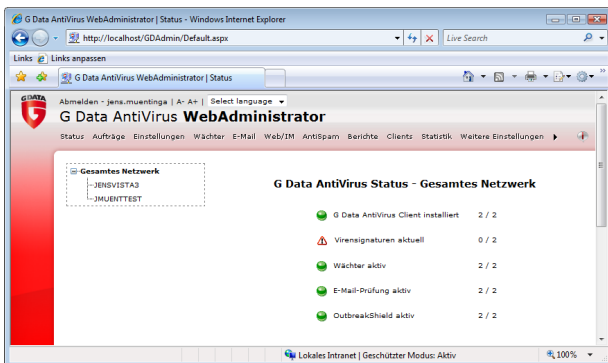 G Data AntiVirus WebAdministrator | Status - Windows Internet Explorer
http://localhost/GDAdmin/Default.aspx
Live Search
Links
Links anpassen
G Data AntiVirus WebAdministrator | Status
G DATA
Abmelden - jens.muentinga | A- A+ | Select language
G Data AntiVirus WebAdministrator
Status Aufträge Einstellungen Wächter E-Mail Web/IM AntiSpam Berichte Clients Statistik Weitere Einstellungen
Gesamtes Netzwerk
JENSVISTA3
JMUENTTEST
G Data AntiVirus Status - Gesamtes Netzwerk
G Data AntiVirus Client installiert 2 / 2
Virensignaturen aktuell 0 / 2
Wächter aktiv 2 / 2
E-Mail-Prüfung aktiv 2 / 2
OutbreakShield aktiv 2 / 2
Lokales Intranet | Geschützter Modus: Aktiv
100%